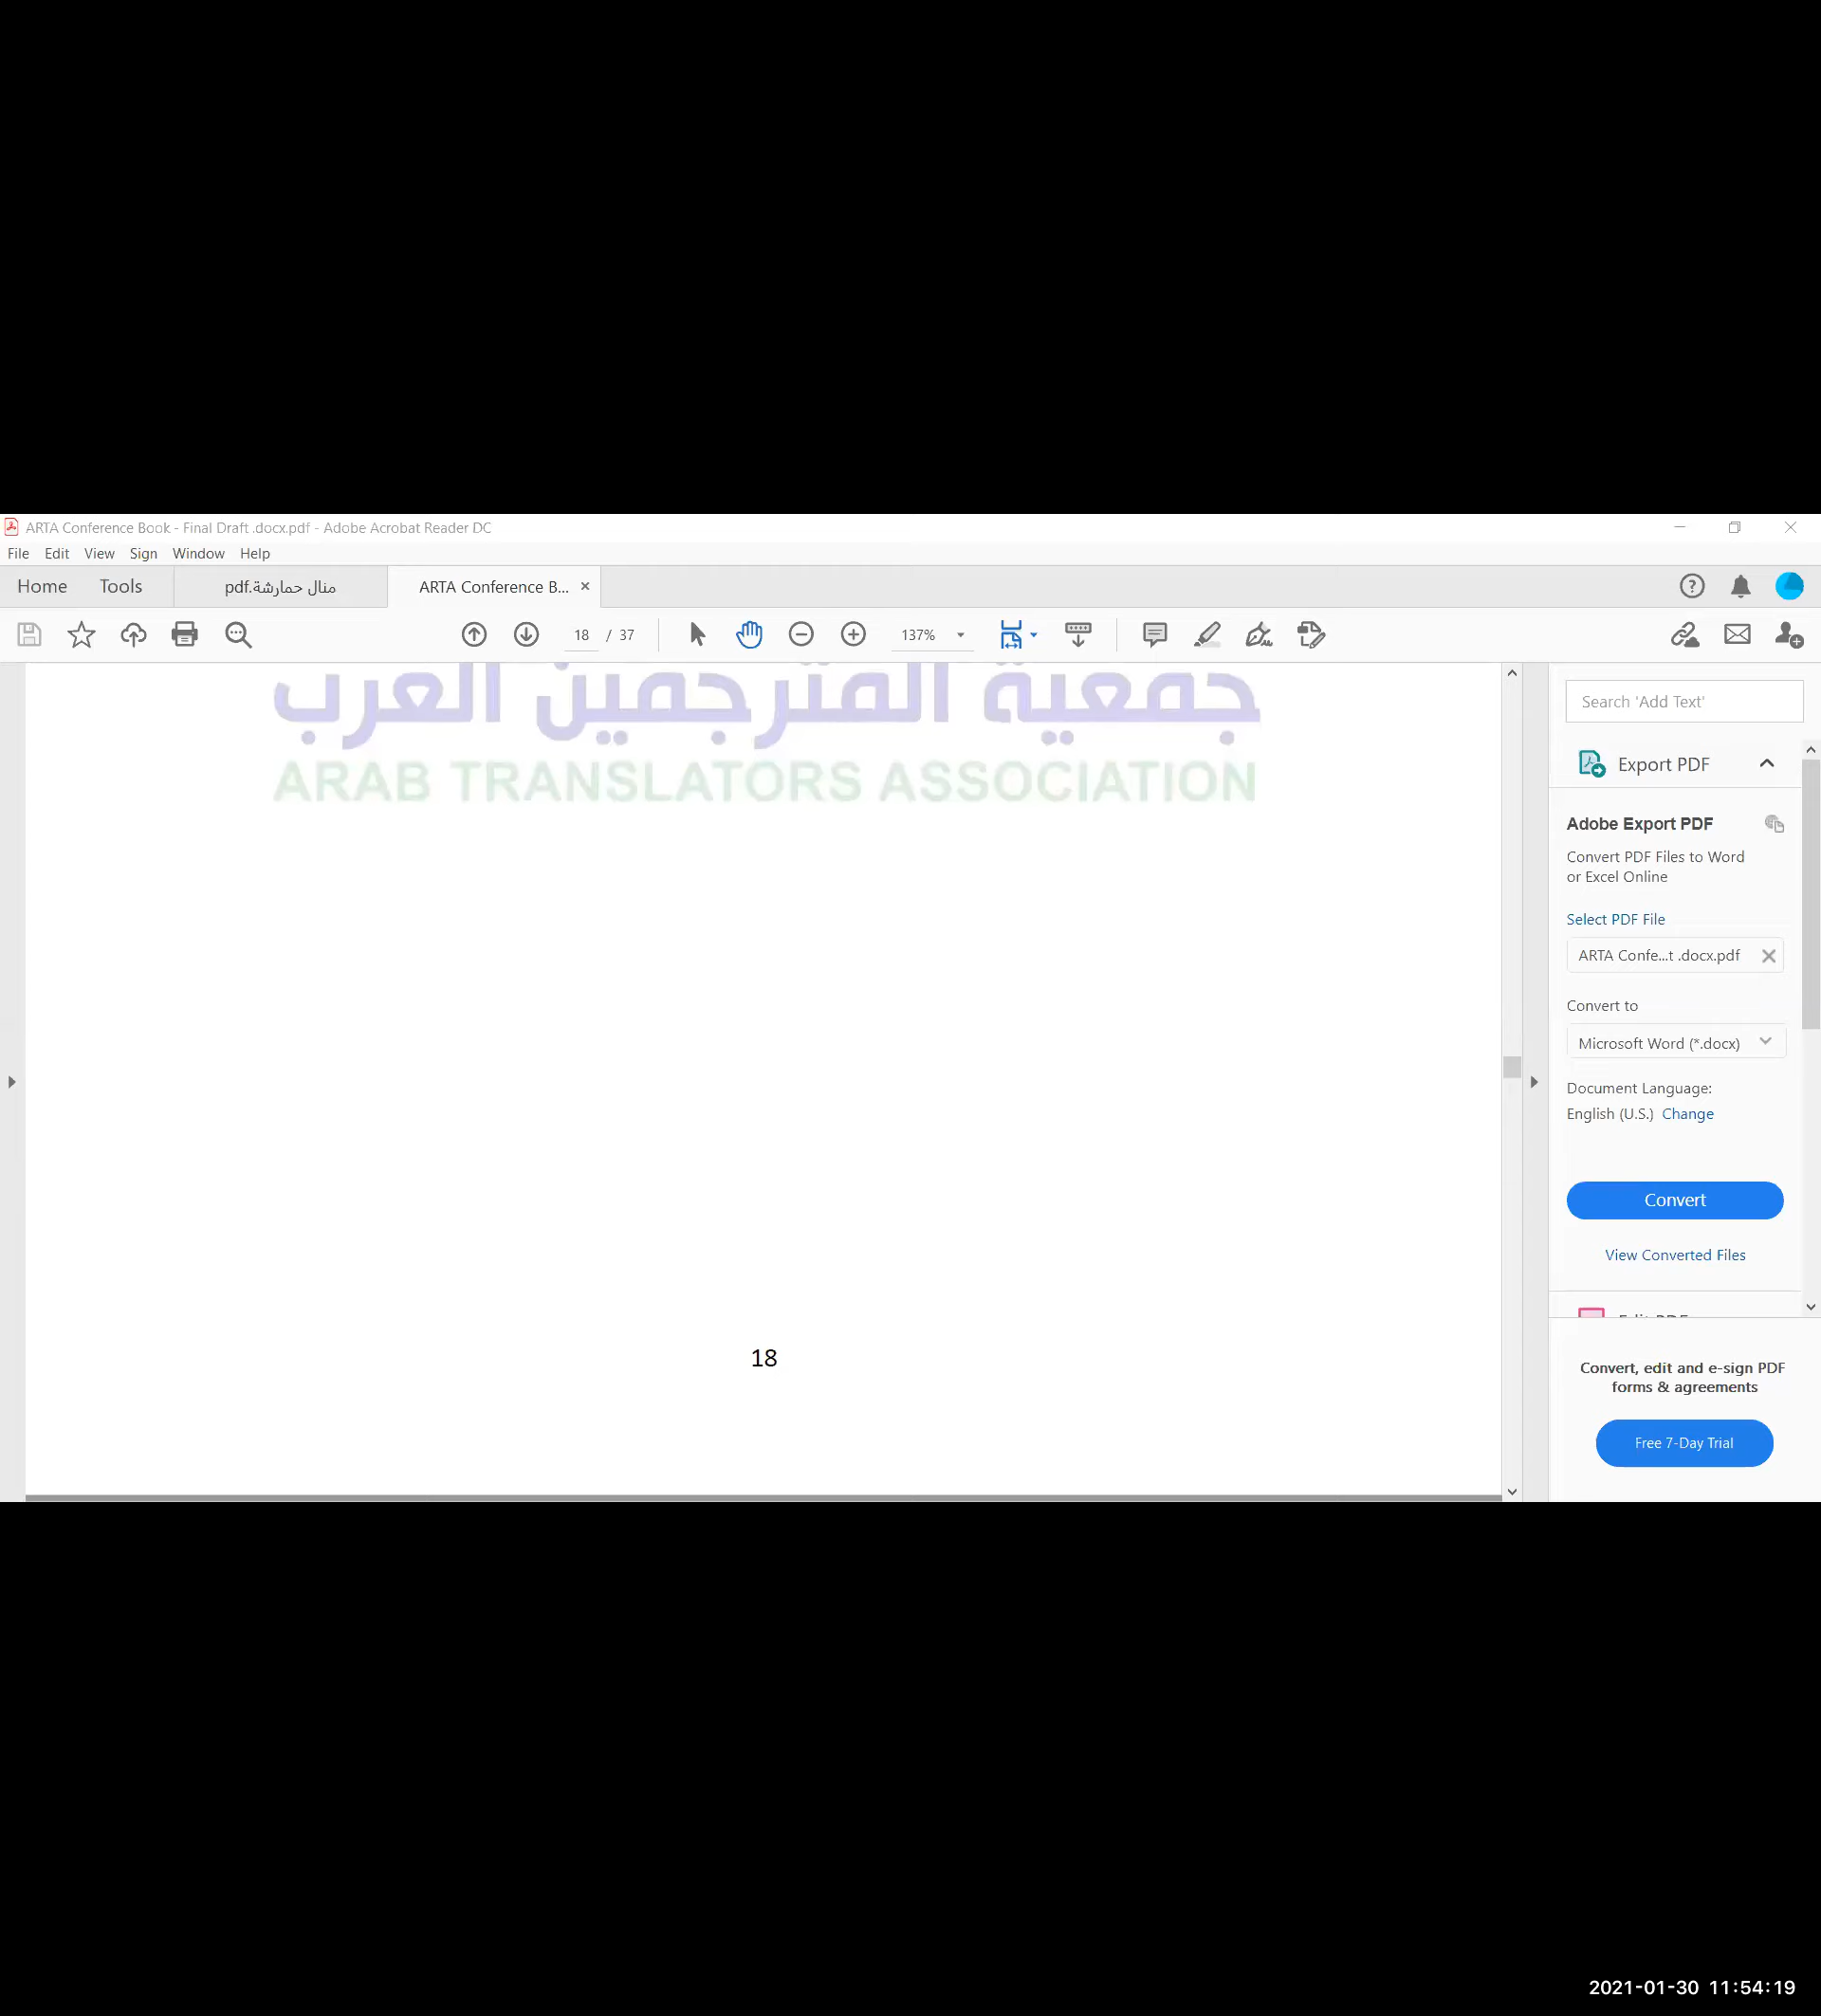 ARTA Conference Book - Final Draft .docx.pdf - Adobe Acrobat Reader DC
File Edit View Sign Window Help
Home Tools منال حمارشة.pdf ARTA Conference B... ×
18 / 37 137%
جمعية المترجمين العرب
ARAB TRANSLATORS ASSOCIATION
18
Search 'Add Text'
Export PDF
Adobe Export PDF
Convert PDF Files to Word
or Excel Online
Select PDF File
ARTA Confe...t .docx.pdf
Convert to
Microsoft Word (*.docx)
Document Language:
English (U.S.) Change
Convert
View Converted Files
Edit PDF
Convert, edit and e-sign PDF
forms & agreements
Free 7-Day Trial
2021-01-30 11:54:19